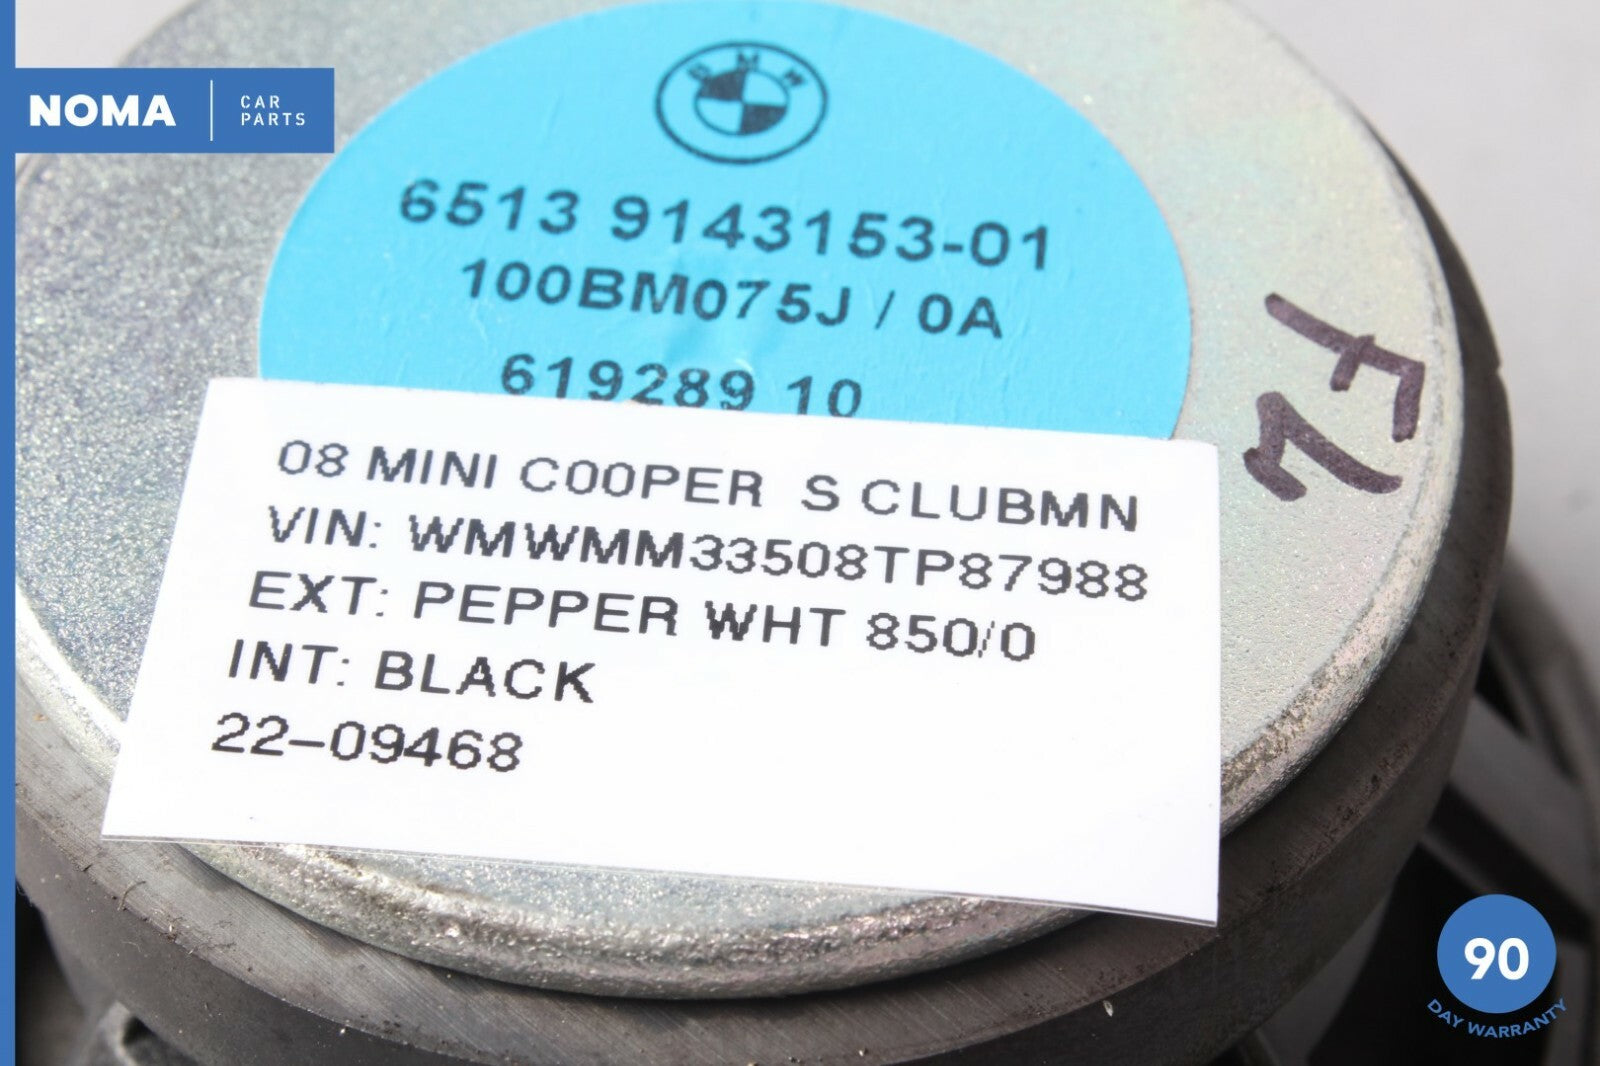 NOMA
CAR
PARTS
BMW
6513 9143153-01
100BM075J / 0A
619289 10
F2
08 MINI COOPER S CLUBMN
VIN: WMWMM33508TP87988
EXT: PEPPER WHT 850/0
INT: BLACK
22-09468
90
DAY WARRANTY